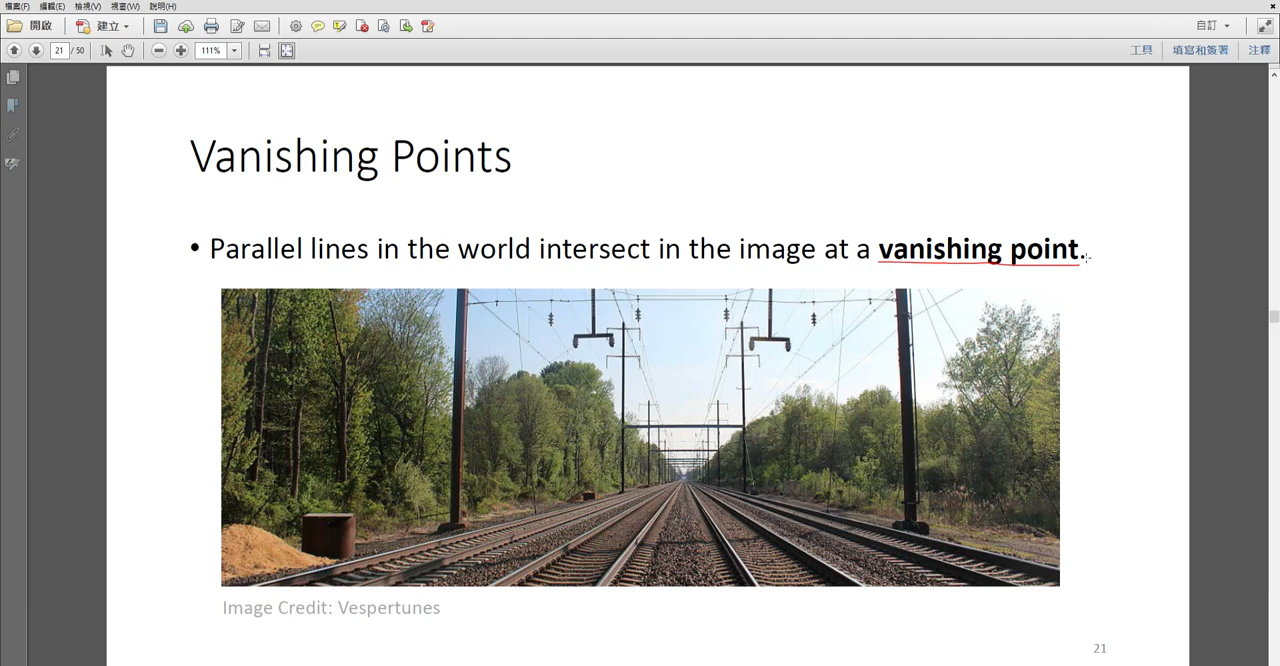 檔案(F) 編輯(E) 檢視(V) 視窗(W) 說明(H)
開啟 建立 自訂
21 / 50 111% 工具 填寫和簽署 注釋
Vanishing Points
• Parallel lines in the world intersect in the image at a vanishing point.
Image Credit: Vespertunes
21